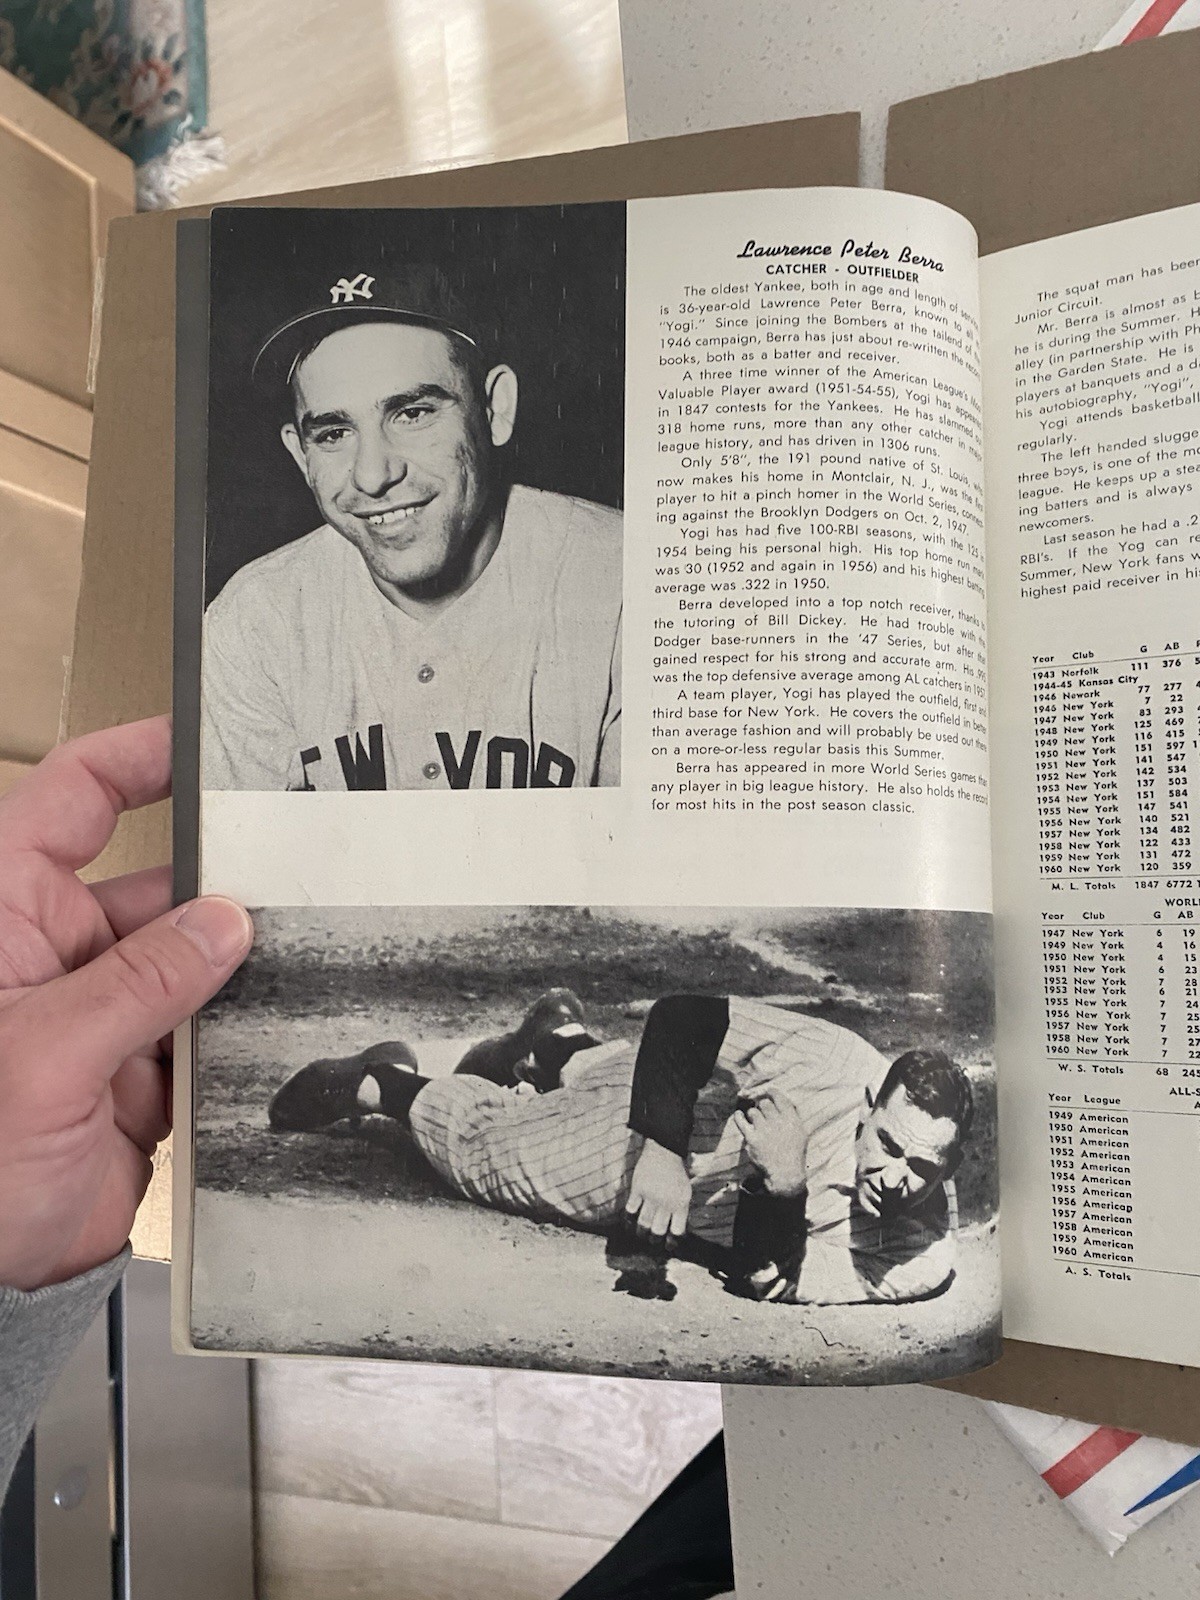 NY
EW YOR
Lawrence Peter Berra
CATCHER - OUTFIELDER
The oldest Yankee, both in age and length of
is 36-year-old Lawrence Peter Berra, known to all
"Yogi." Since joining the Bombers at the tailend of
1946 campaign, Berra has just about re-written the
books, both as a batter and receiver.
A three time winner of the American League's
Valuable Player award (1951-54-55), Yogi has appeared
in 1847 contests for the Yankees. He has slammed
318 home runs, more than any other catcher in
league history, and has driven in 1306 runs.
Only 5'8", the 191 pound native of St. Louis,
now makes his home in Montclair, N. J., was the
player to hit a pinch homer in the World Series,
ing against the Brooklyn Dodgers on Oct. 2, 1947.
Yogi has had five 100-RBI seasons, with the 125
1954 being his personal high. His top home run
was 30 (1952 and again in 1956) and his highest
average was .322 in 1950.
Berra developed into a top notch receiver, thanks
the tutoring of Bill Dickey. He had trouble with
Dodger base-runners in the '47 Series, but after
gained respect for his strong and accurate arm. His
was the top defensive average among AL catchers in
A team player, Yogi has played the outfield, first and
third base for New York. He covers the outfield in
than average fashion and will probably be used out
on a more-or-less regular basis this Summer.
Berra has appeared in more World Series games
any player in big league history. He also holds the record
for most hits in the post season classic.
The squat man has been
Junior Circuit.
Mr. Berra is almost as
he is during the Summer.
alley (in partnership with
in the Garden State. He is
players at banquets and a
his autobiography, "Yogi",
Yogi attends basketball
regularly.
The left handed slugge
three boys, is one of the
league. He keeps up a
ing batters and is always
newcomers.
Last season he had a .2
RBI's. If the Yog can
Summer, New York fans
highest paid receiver in
Year Club G AB
1943 Norfolk 111 376
1944-45 Kansas City
1946 Newark 77 277
1946 New York 7 22
1947 New York 83 293
1948 New York 125 469
1949 New York 116 415
1950 New York 151 597
1951 New York 141 547
1952 New York 142 534
1953 New York 137 503
1954 New York 151 584
1955 New York 147 541
1956 New York 140 521
1957 New York 134 482
1958 New York 122 433
1959 New York 131 472
1960 New York 120 359
M. L. Totals 1847 6772
WORL
Year Club G AB
1947 New York 6 19
1949 New York 4 16
1950 New York 4 15
1951 New York 6 23
1952 New York 7 28
1953 New York 6 21
1955 New York 7 24
1956 New York 7 25
1957 New York 7 25
1958 New York 7 27
1960 New York 7 22
W. S. Totals 68 245
ALL-S
Year League
1949 American
1950 American
1951 American
1952 American
1953 American
1954 American
1955 American
1956 American
1957 American
1958 American
1959 American
1960 American
A. S. Totals